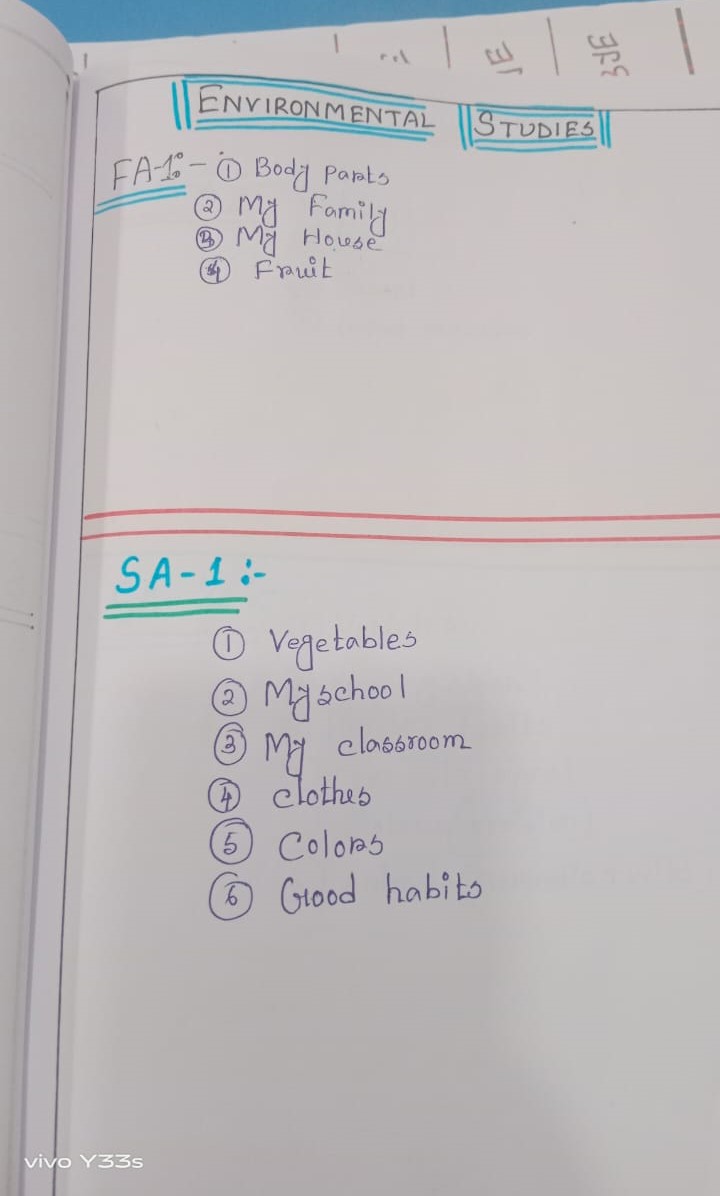 ENVIRONMENTAL STUDIES
FA-1:- ① Body Parts
② My Family
③ My House
④ Fruit
SA-1:-
① Vegetables
② My school
③ My classroom
④ clothes
⑤ Colors
⑥ Good habits
vivo Y33s